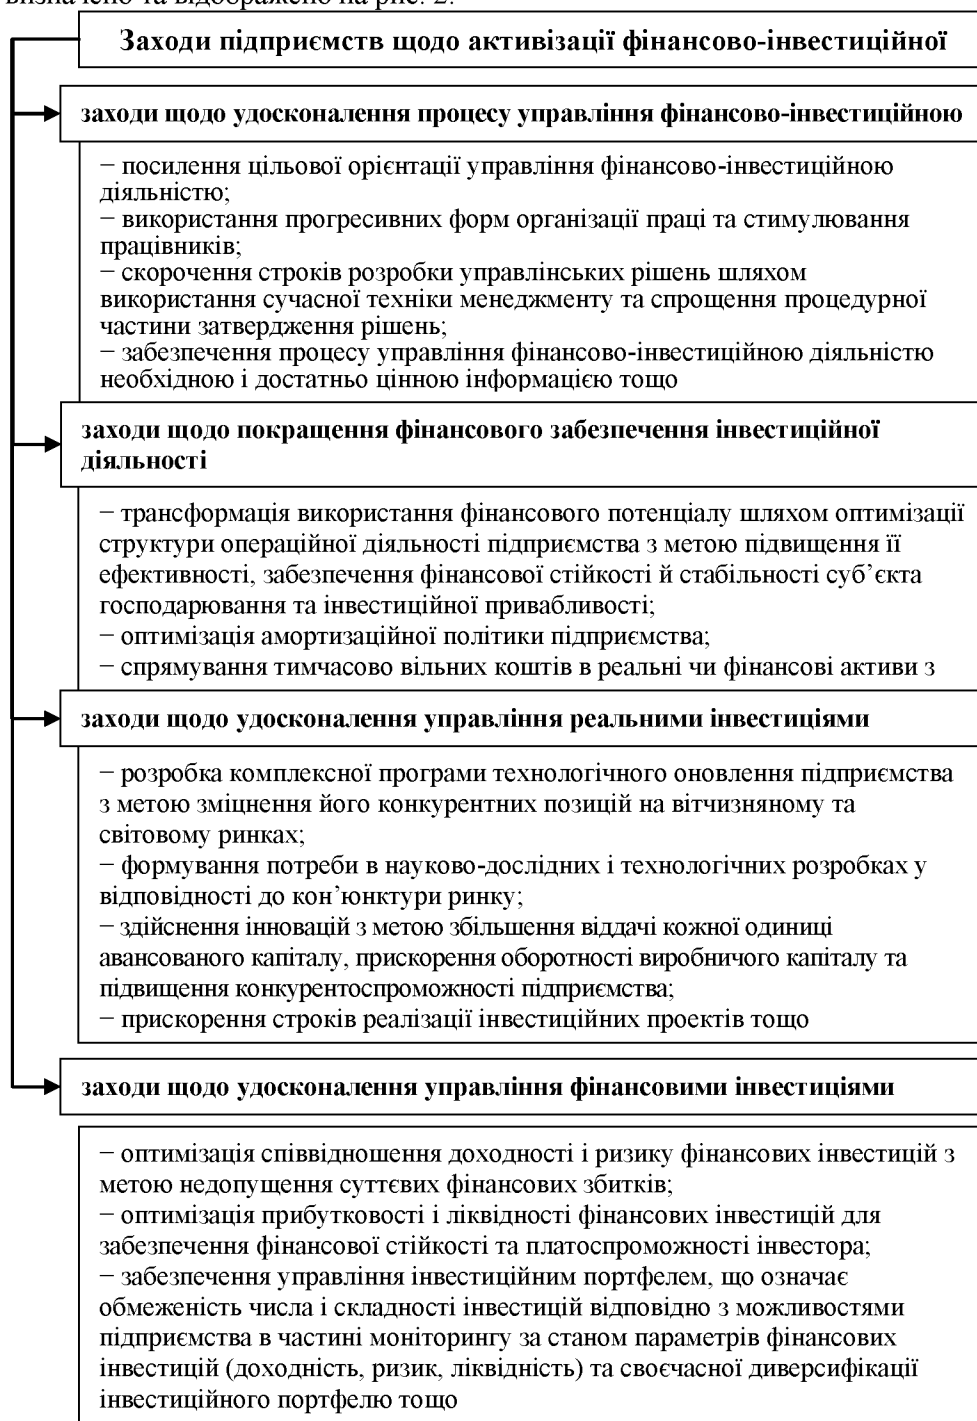 визначено та відображено на рис. 2.
Заходи підприємств щодо активізації фінансово-інвестиційної
заходи щодо удосконалення процесу управління фінансово-інвестиційною
− посилення цільової орієнтації управління фінансово-інвестиційною
діяльністю;
− використання прогресивних форм організації праці та стимулювання
працівників;
− скорочення строків розробки управлінських рішень шляхом
використання сучасної техніки менеджменту та спрощення процедурної
частини затвердження рішень;
− забезпечення процесу управління фінансово-інвестиційною діяльністю
необхідною і достатньо цінною інформацією тощо
заходи щодо покращення фінансового забезпечення інвестиційної
діяльності
− трансформація використання фінансового потенціалу шляхом оптимізації
структури операційної діяльності підприємства з метою підвищення її
ефективності, забезпечення фінансової стійкості й стабільності суб’єкта
господарювання та інвестиційної привабливості;
− оптимізація амортизаційної політики підприємства;
− спрямування тимчасово вільних коштів в реальні чи фінансові активи з
заходи щодо удосконалення управління реальними інвестиціями
− розробка комплексної програми технологічного оновлення підприємства
з метою зміцнення його конкурентних позицій на вітчизняному та
світовому ринках;
− формування потреби в науково-дослідних і технологічних розробках у
відповідності до кон’юнктури ринку;
− здійснення інновацій з метою збільшення віддачі кожної одиниці
авансованого капіталу, прискорення оборотності виробничого капіталу та
підвищення конкурентоспроможності підприємства;
− прискорення строків реалізації інвестиційних проектів тощо
заходи щодо удосконалення управління фінансовими інвестиціями
− оптимізація співвідношення доходності і ризику фінансових інвестицій з
метою недопущення суттєвих фінансових збитків;
− оптимізація прибутковості і ліквідності фінансових інвестицій для
забезпечення фінансової стійкості та платоспроможності інвестора;
− забезпечення управління інвестиційним портфелем, що означає
обмеженість числа і складності інвестицій відповідно з можливостями
підприємства в частині моніторингу за станом параметрів фінансових
інвестицій (доходність, ризик, ліквідність) та своєчасної диверсифікації
інвестиційного портфелю тощо